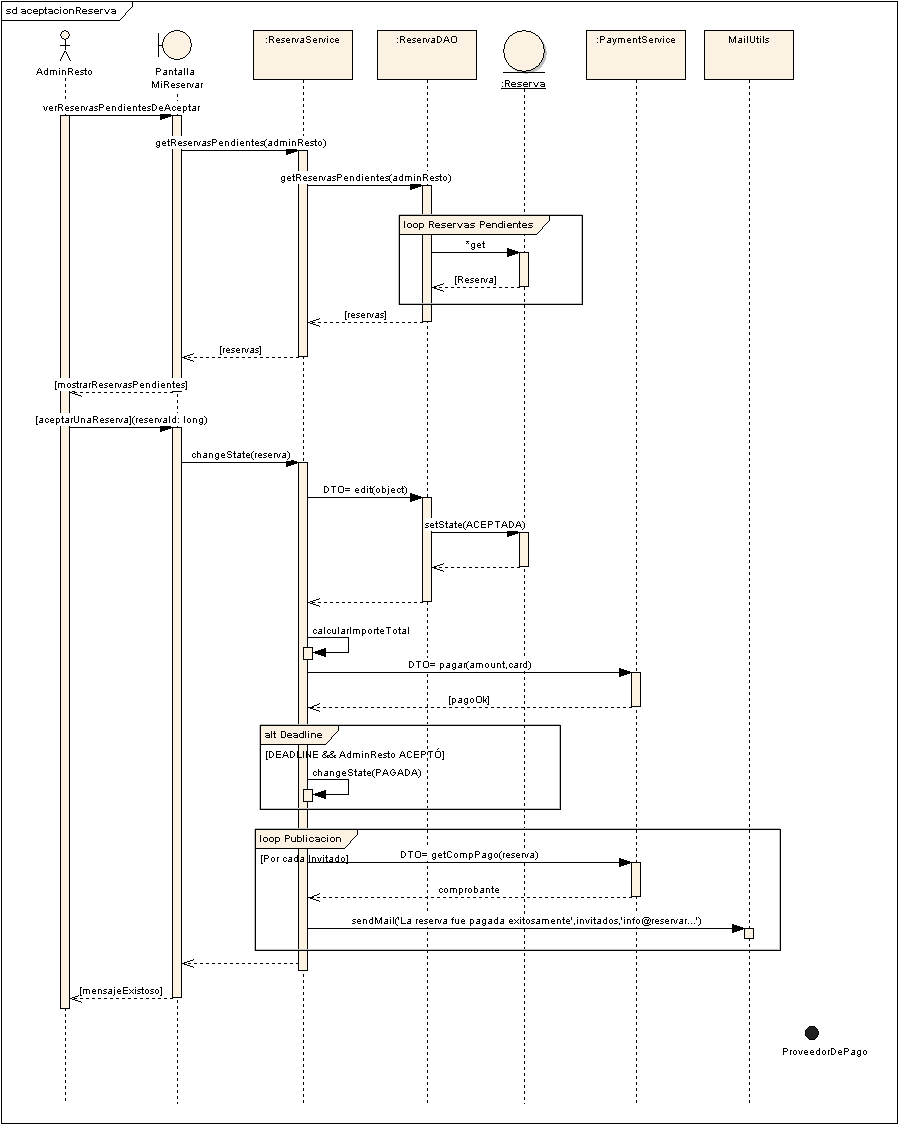 sd aceptacionReserva
AdminResto
Pantalla
MiReservar
:ReservaService
:ReservaDAO
:Reserva
:PaymentService
MailUtils
verReservasPendientesDeAceptar
getReservasPendientes(adminResto)
getReservasPendientes(adminResto)
loop Reservas Pendientes
*get
[Reserva]
[reservas]
[reservas]
[mostrarReservasPendientes]
[aceptarUnaReserva](reservaId: long)
changeState(reserva)
DTO= edit(object)
setState(ACEPTADA)
calcularImporteTotal
DTO= pagar(amount,card)
[pagoOk]
alt Deadline
[DEADLINE && AdminResto ACEPTÓ]
changeState(PAGADA)
loop Publicacion
[Por cada Invitado]
DTO= getCompPago(reserva)
comprobante
sendMail('La reserva fue pagada exitosamente',invitados,'info@reservar...')
[mensajeExistoso]
ProveedorDePago